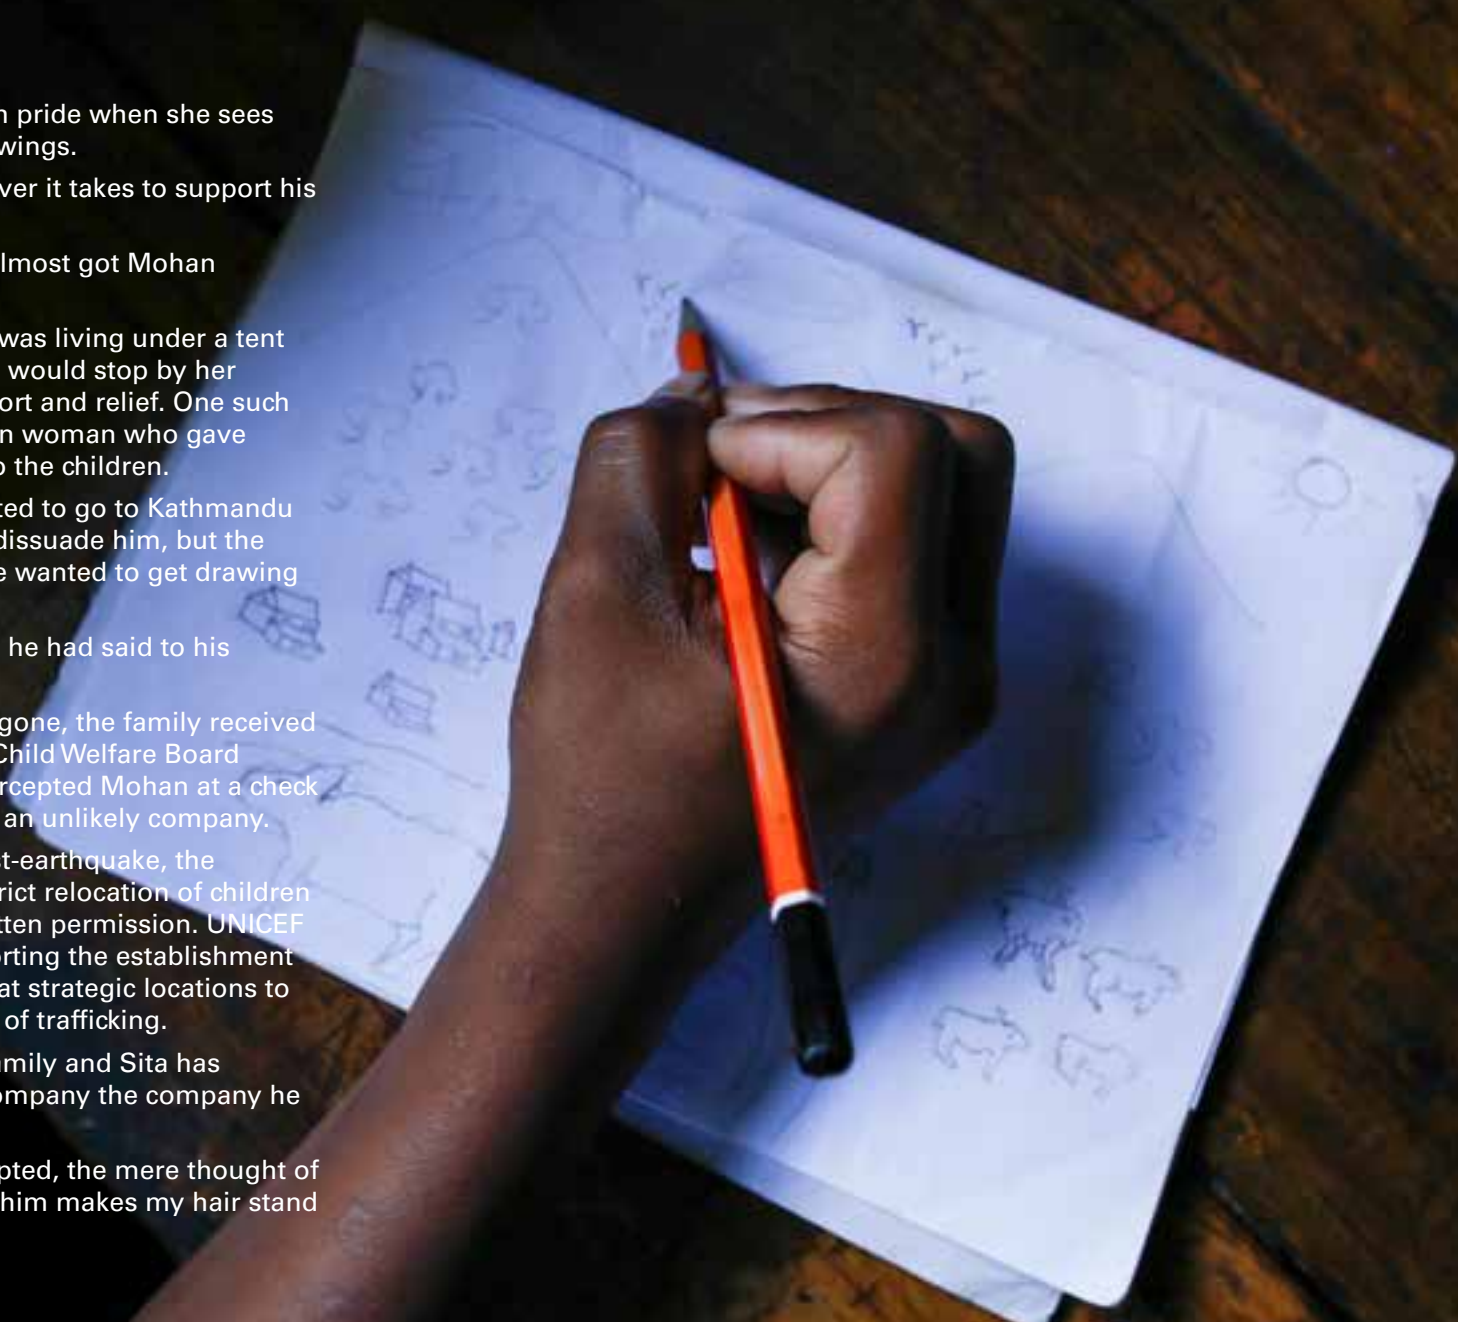 pride when she sees
wings.
ver it takes to support his
lmost got Mohan
was living under a tent
would stop by her
ort and relief. One such
n woman who gave
o the children.
ted to go to Kathmandu
dissuade him, but the
e wanted to get drawing
he had said to his
gone, the family received
Child Welfare Board
rcepted Mohan at a check
an unlikely company.
st-earthquake, the
rict relocation of children
tten permission. UNICEF
rting the establishment
at strategic locations to
of trafficking.
amily and Sita has
ompany the company he
pted, the mere thought of
him makes my hair stand